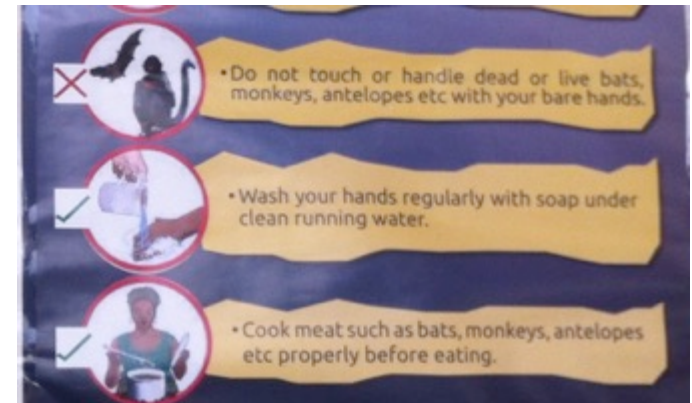 •Do not touch or handle dead or live bats,
monkeys, antelopes etc with your bare hands.
•Wash your hands regularly with soap under
clean running water.
•Cook meat such as bats, monkeys, antelopes
etc properly before eating.